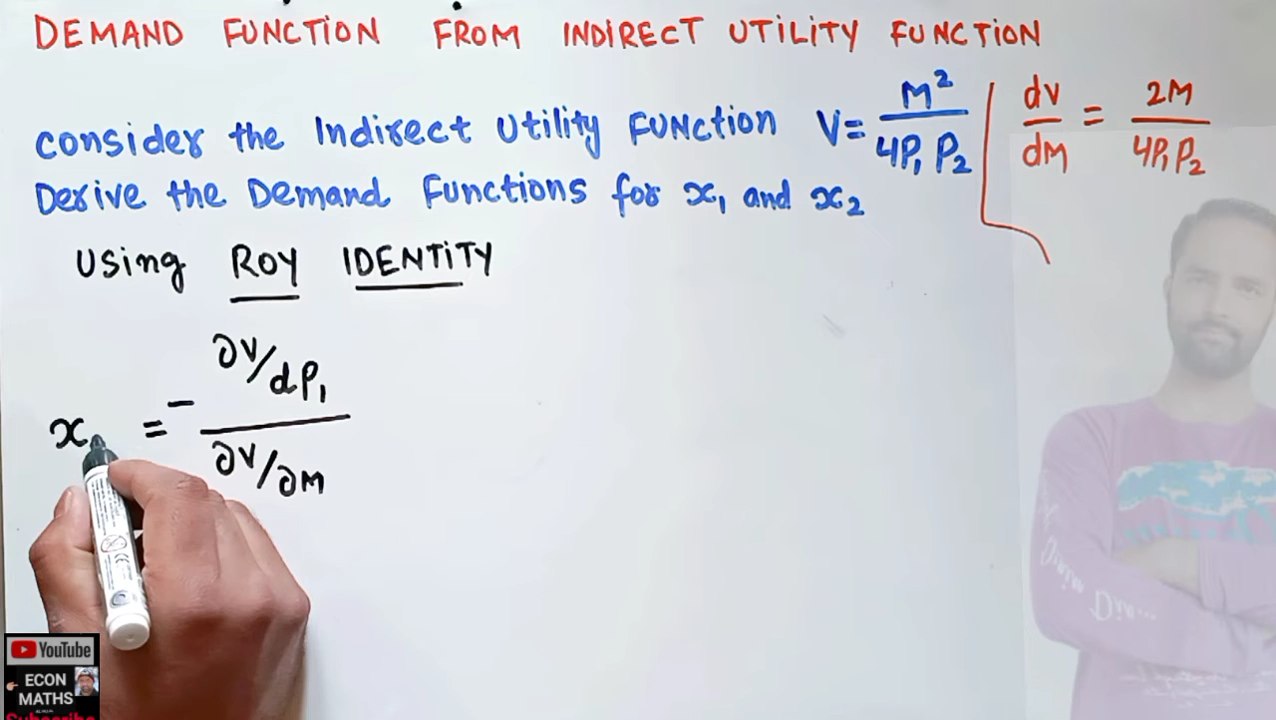 DEMAND FUNCTION FROM INDIRECT UTILITY FUNCTION
consider the Indirect Utility Function V = M² / 4P₁P₂
dv/dM = 2M / 4P₁P₂
Derive the Demand Functions for x₁ and x₂
Using ROY IDENTITY
x = - (∂V/dP₁) / (∂V/∂M)
YouTube
ECON
MATHS
Subscribe